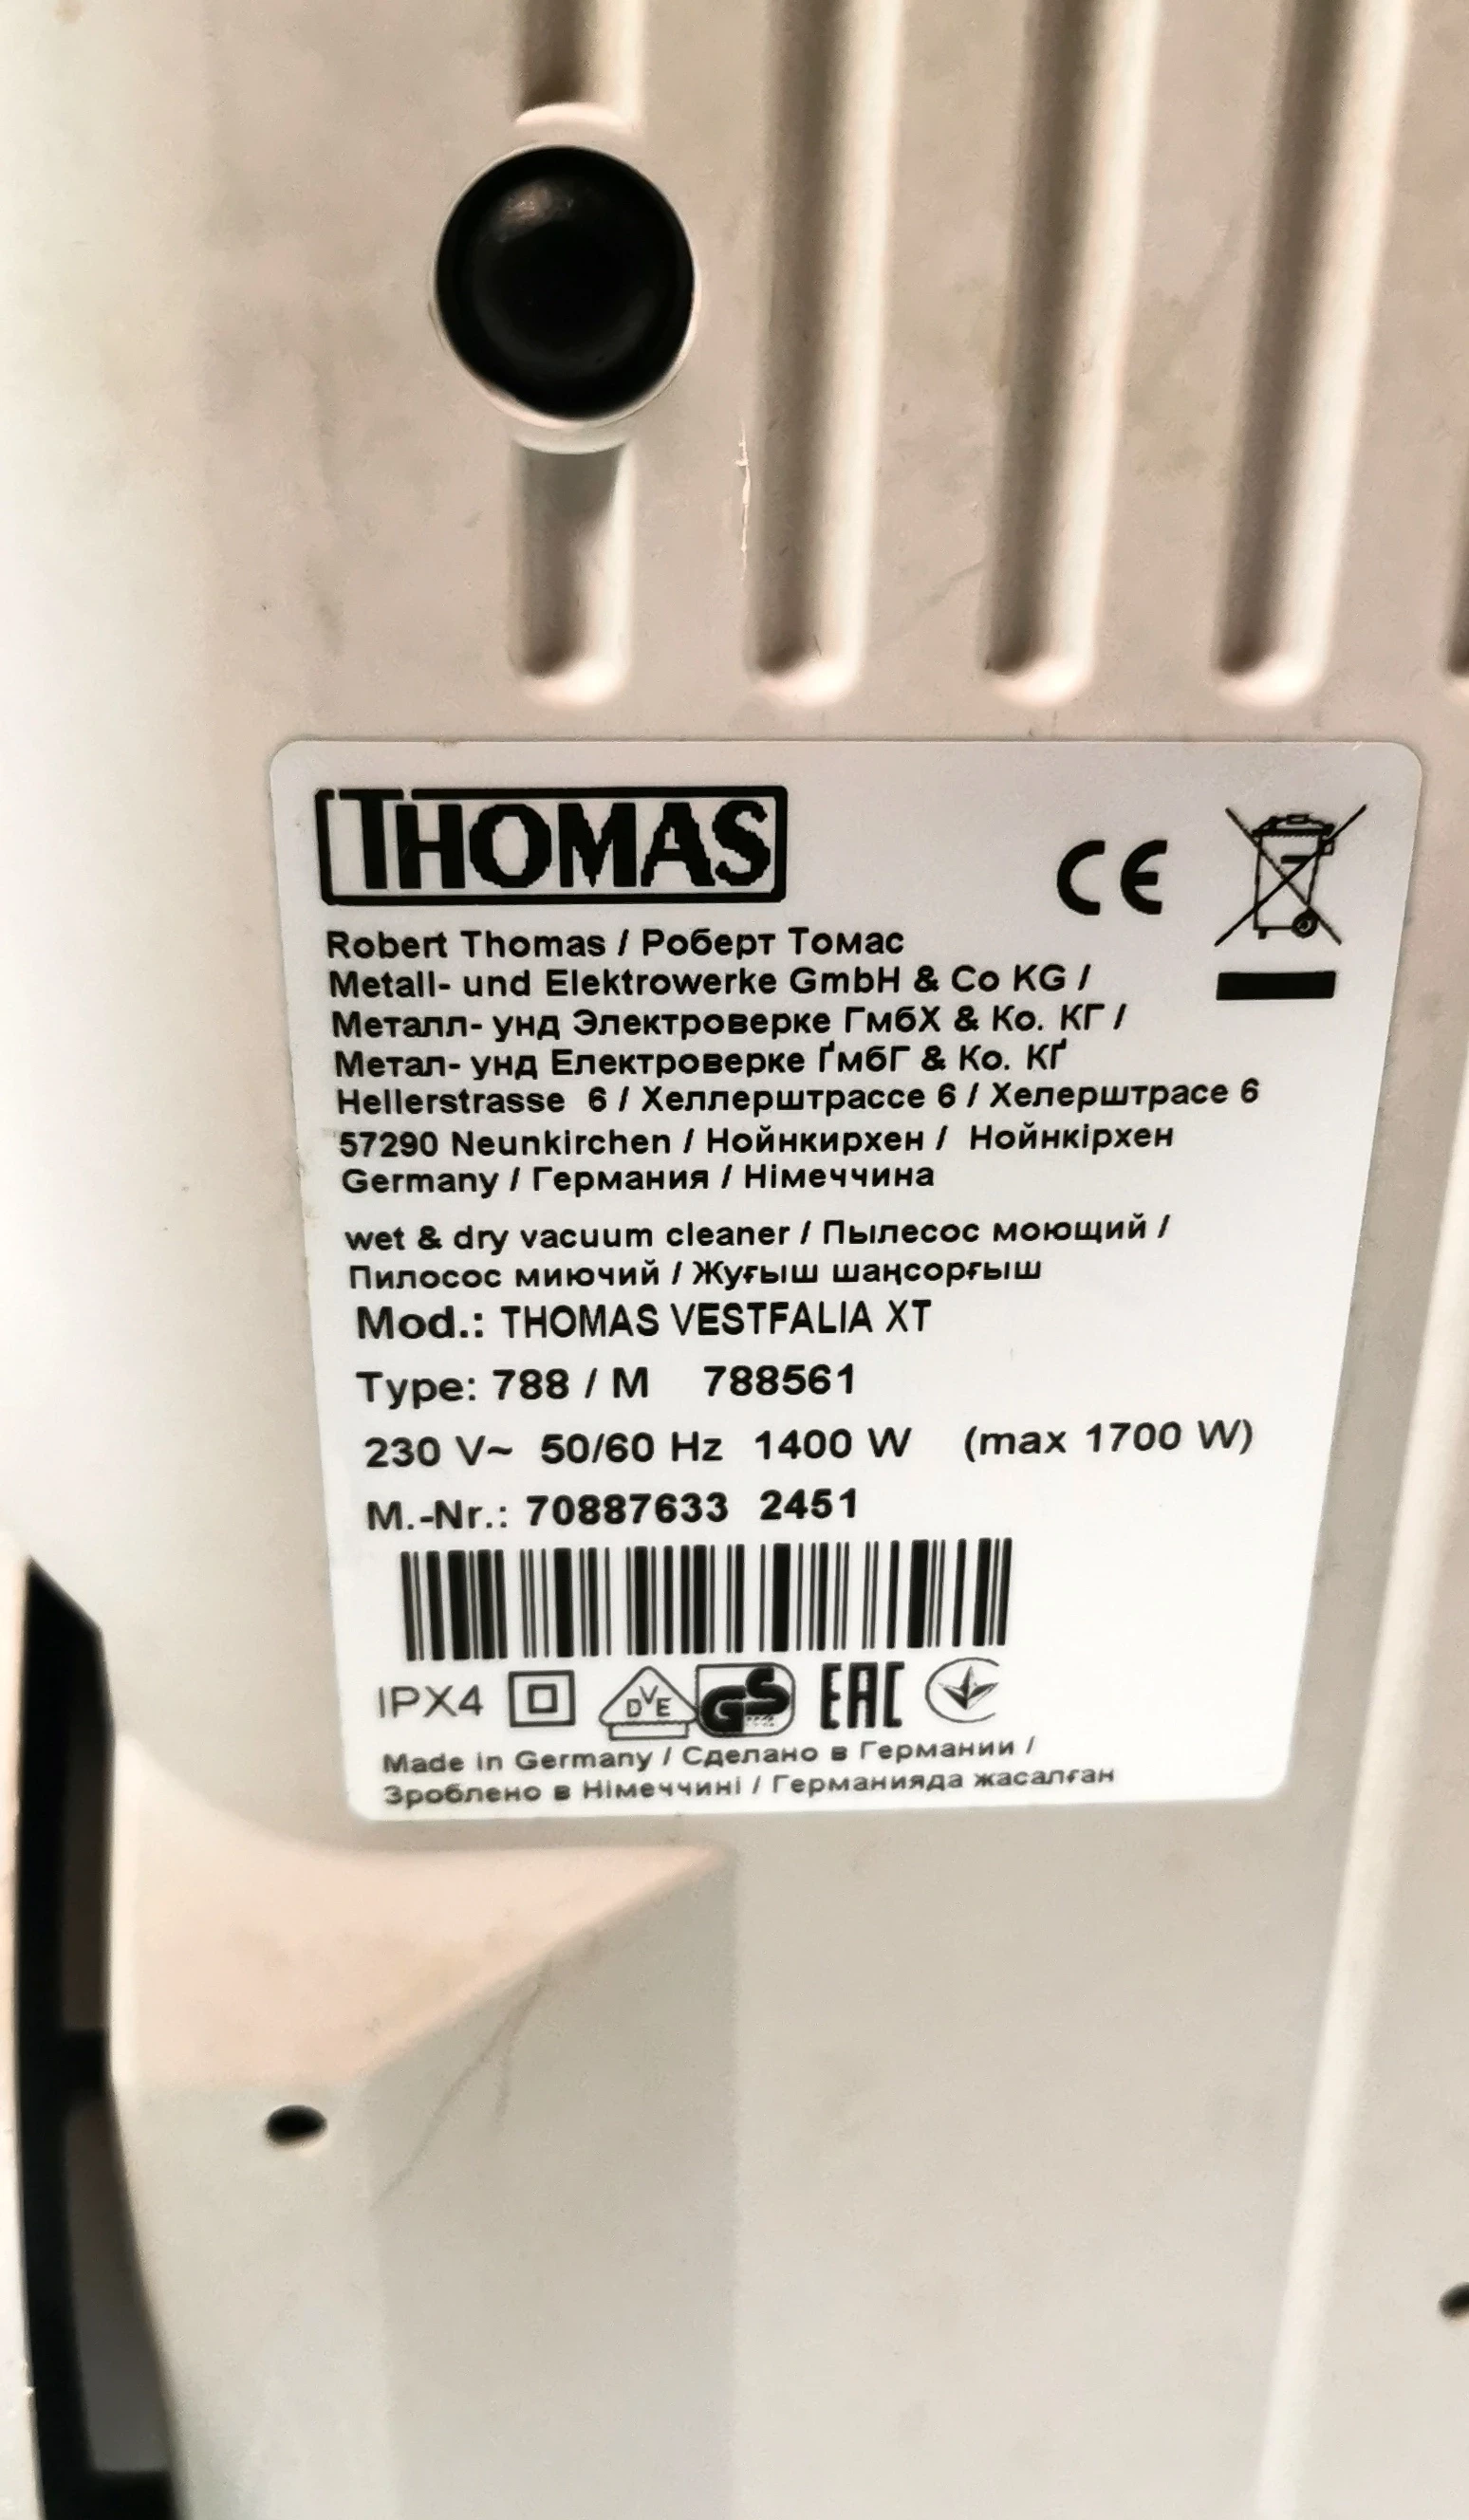 THOMAS
CE
Robert Thomas / Роберт Томас
Metall- und Elektrowerke GmbH & Co KG /
Металл- унд Электроверке ГмбХ & Ко. КГ /
Метал- унд Електроверке ҐмбГ & Ко. КҐ
Hellerstrasse 6 / Хеллерштрассе 6 / Хелерштрасе 6
57290 Neunkirchen / Нойнкирхен / Нойнкірхен
Germany / Германия / Німеччина
wet & dry vacuum cleaner / Пылесос моющий /
Пилосос миючий / Жуғыш шаңсорғыш
Mod.: THOMAS VESTFALIA XT
Type: 788 / M 788561
230 V~ 50/60 Hz 1400 W (max 1700 W)
M.-Nr.: 70887633 2451
IPX4 DVE GS EAC
Made in Germany / Сделано в Германии /
Зроблено в Німеччині / Германияда жасалған